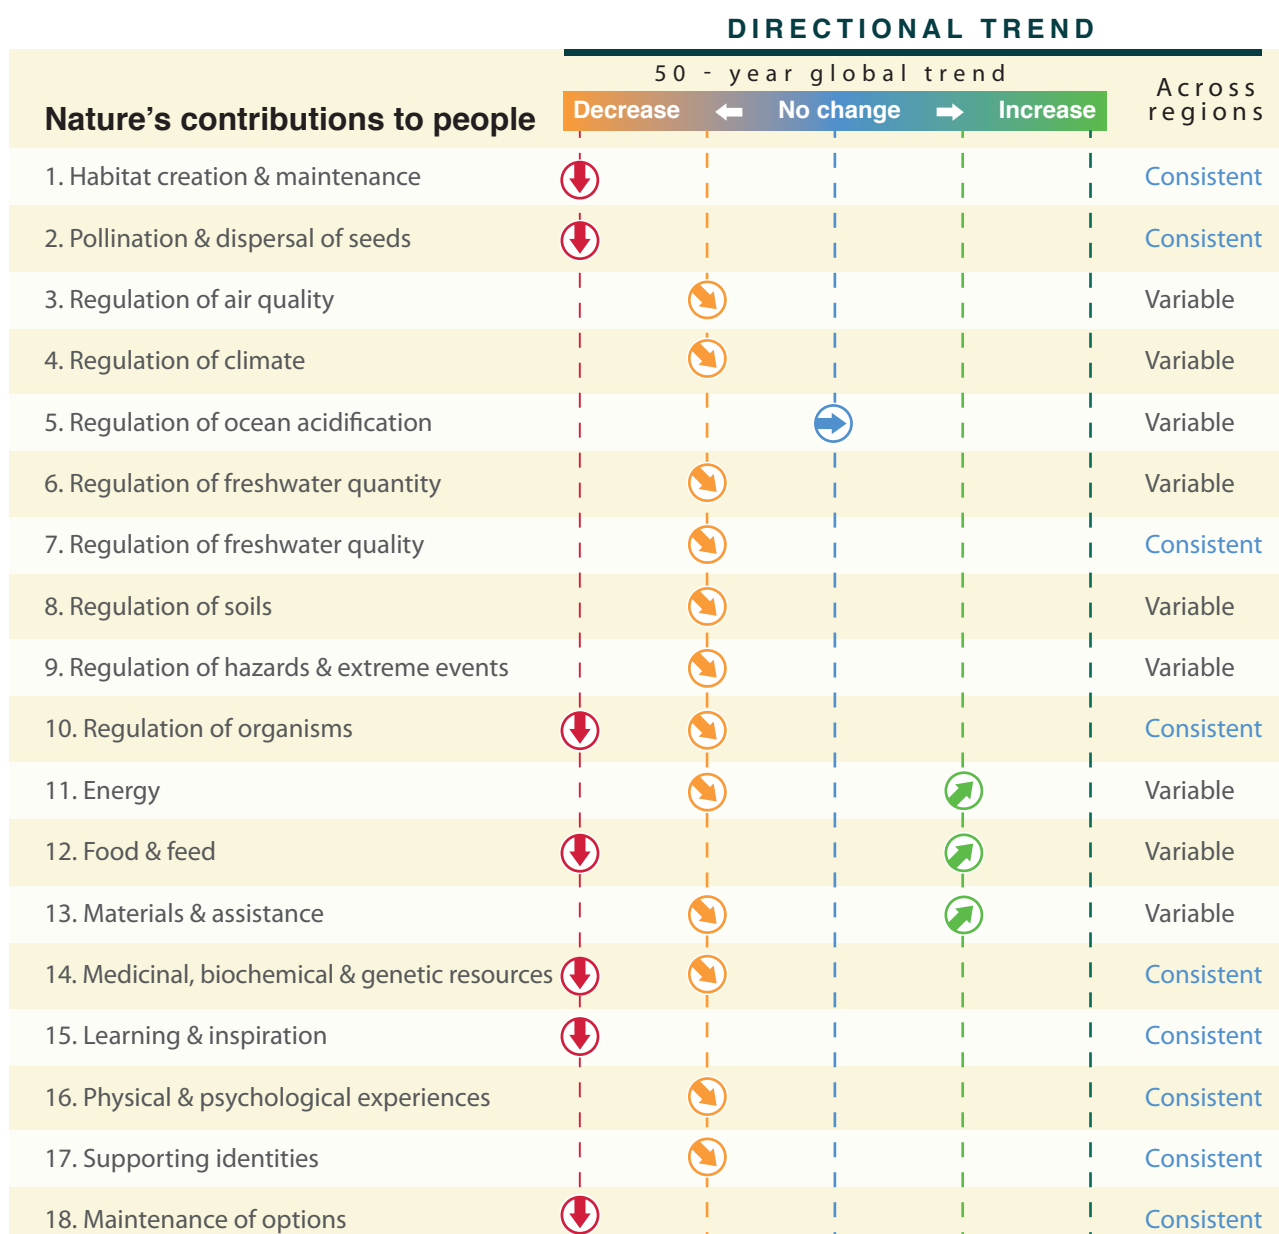 DIRECTIONAL TREND
50 - year global trend
Across
regions
Nature's contributions to people
Decrease No change Increase
1. Habitat creation & maintenance Consistent
2. Pollination & dispersal of seeds Consistent
3. Regulation of air quality Variable
4. Regulation of climate Variable
5. Regulation of ocean acidification Variable
6. Regulation of freshwater quantity Variable
7. Regulation of freshwater quality Consistent
8. Regulation of soils Variable
9. Regulation of hazards & extreme events Variable
10. Regulation of organisms Consistent
11. Energy Variable
12. Food & feed Variable
13. Materials & assistance Variable
14. Medicinal, biochemical & genetic resources Consistent
15. Learning & inspiration Consistent
16. Physical & psychological experiences Consistent
17. Supporting identities Consistent
18. Maintenance of options Consistent